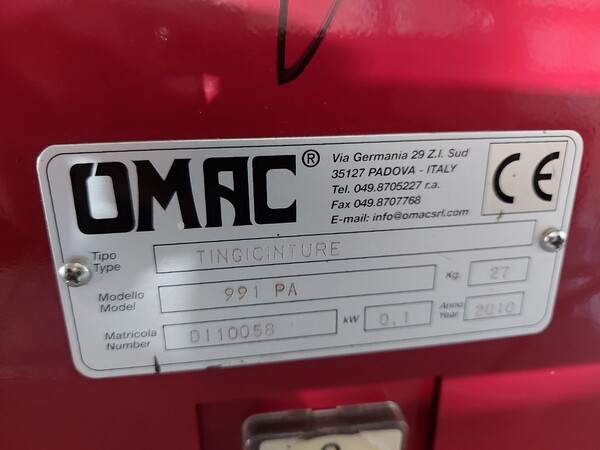 OMAC®
Via Germania 29 Z.I. Sud
35127 PADOVA - ITALY
Tel. 049.8705227 r.a.
Fax 049.8707768
E-mail: info@omacsrl.com
CE
Tipo
Type
TINGICINTURE
Kg. 27
Modello
Model
991 PA
Matricola
Number
D110058
kW 0,1
Anno
Year
2010